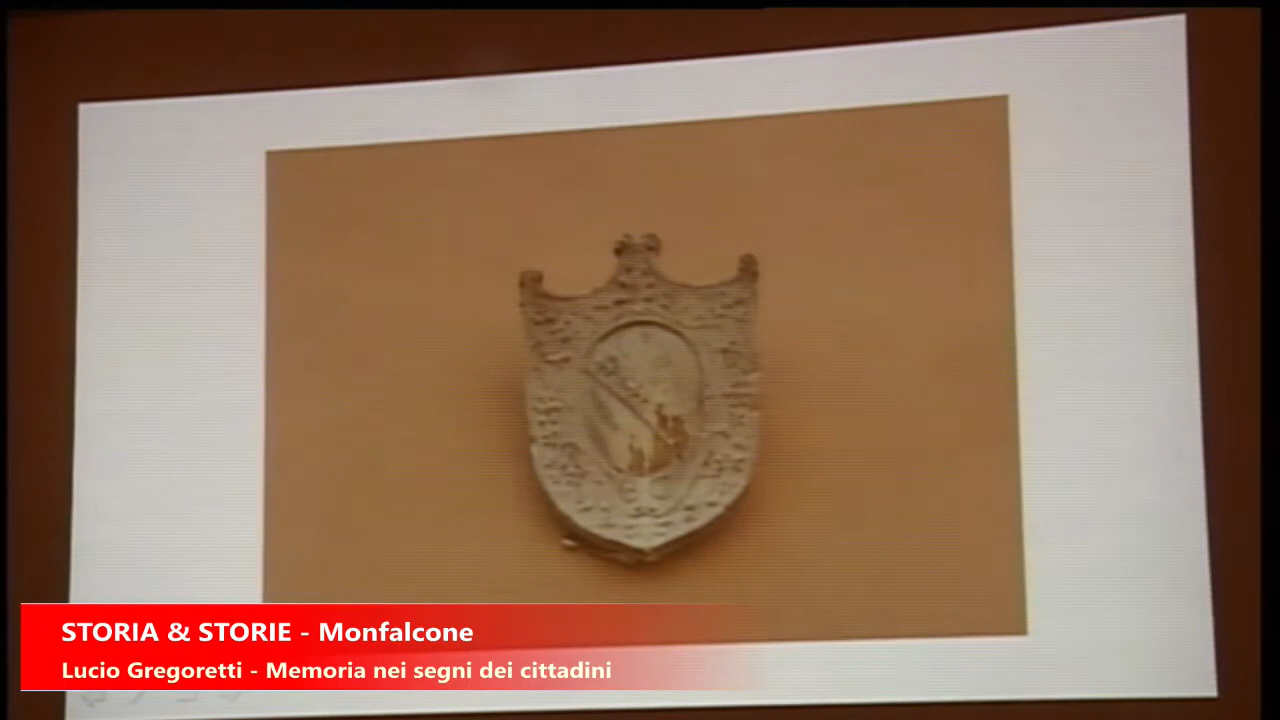 STORIA & STORIE - Monfalcone
Lucio Gregoretti - Memoria nei segni dei cittadini